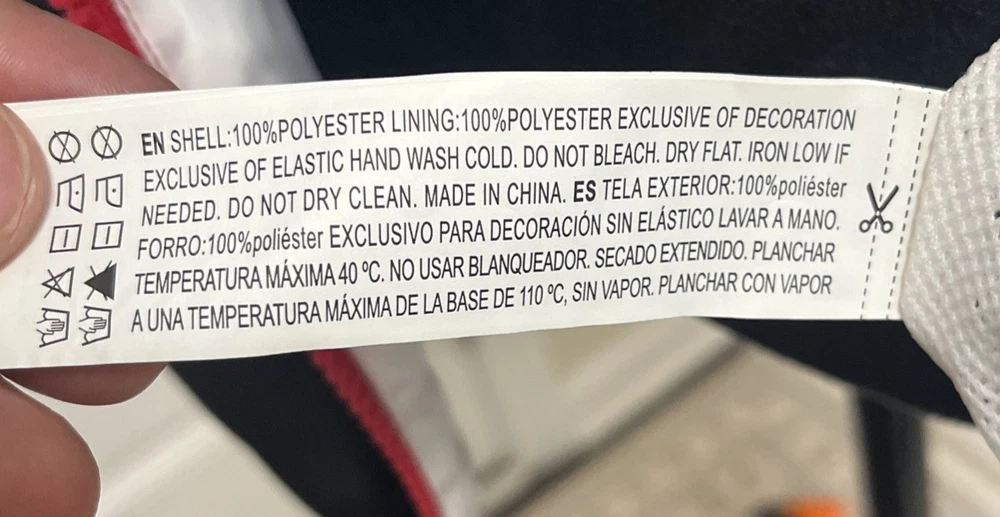 EN SHELL:100%POLYESTER LINING:100%POLYESTER EXCLUSIVE OF DECORATION
EXCLUSIVE OF ELASTIC HAND WASH COLD. DO NOT BLEACH. DRY FLAT. IRON LOW IF
NEEDED. DO NOT DRY CLEAN. MADE IN CHINA. ES TELA EXTERIOR:100%poliéster
FORRO:100%poliéster EXCLUSIVO PARA DECORACIÓN SIN ELÁSTICO LAVAR A MANO.
TEMPERATURA MÁXIMA 40 ºC. NO USAR BLANQUEADOR. SECADO EXTENDIDO. PLANCHAR
A UNA TEMPERATURA MÁXIMA DE LA BASE DE 110 ºC, SIN VAPOR. PLANCHAR CON VAPOR